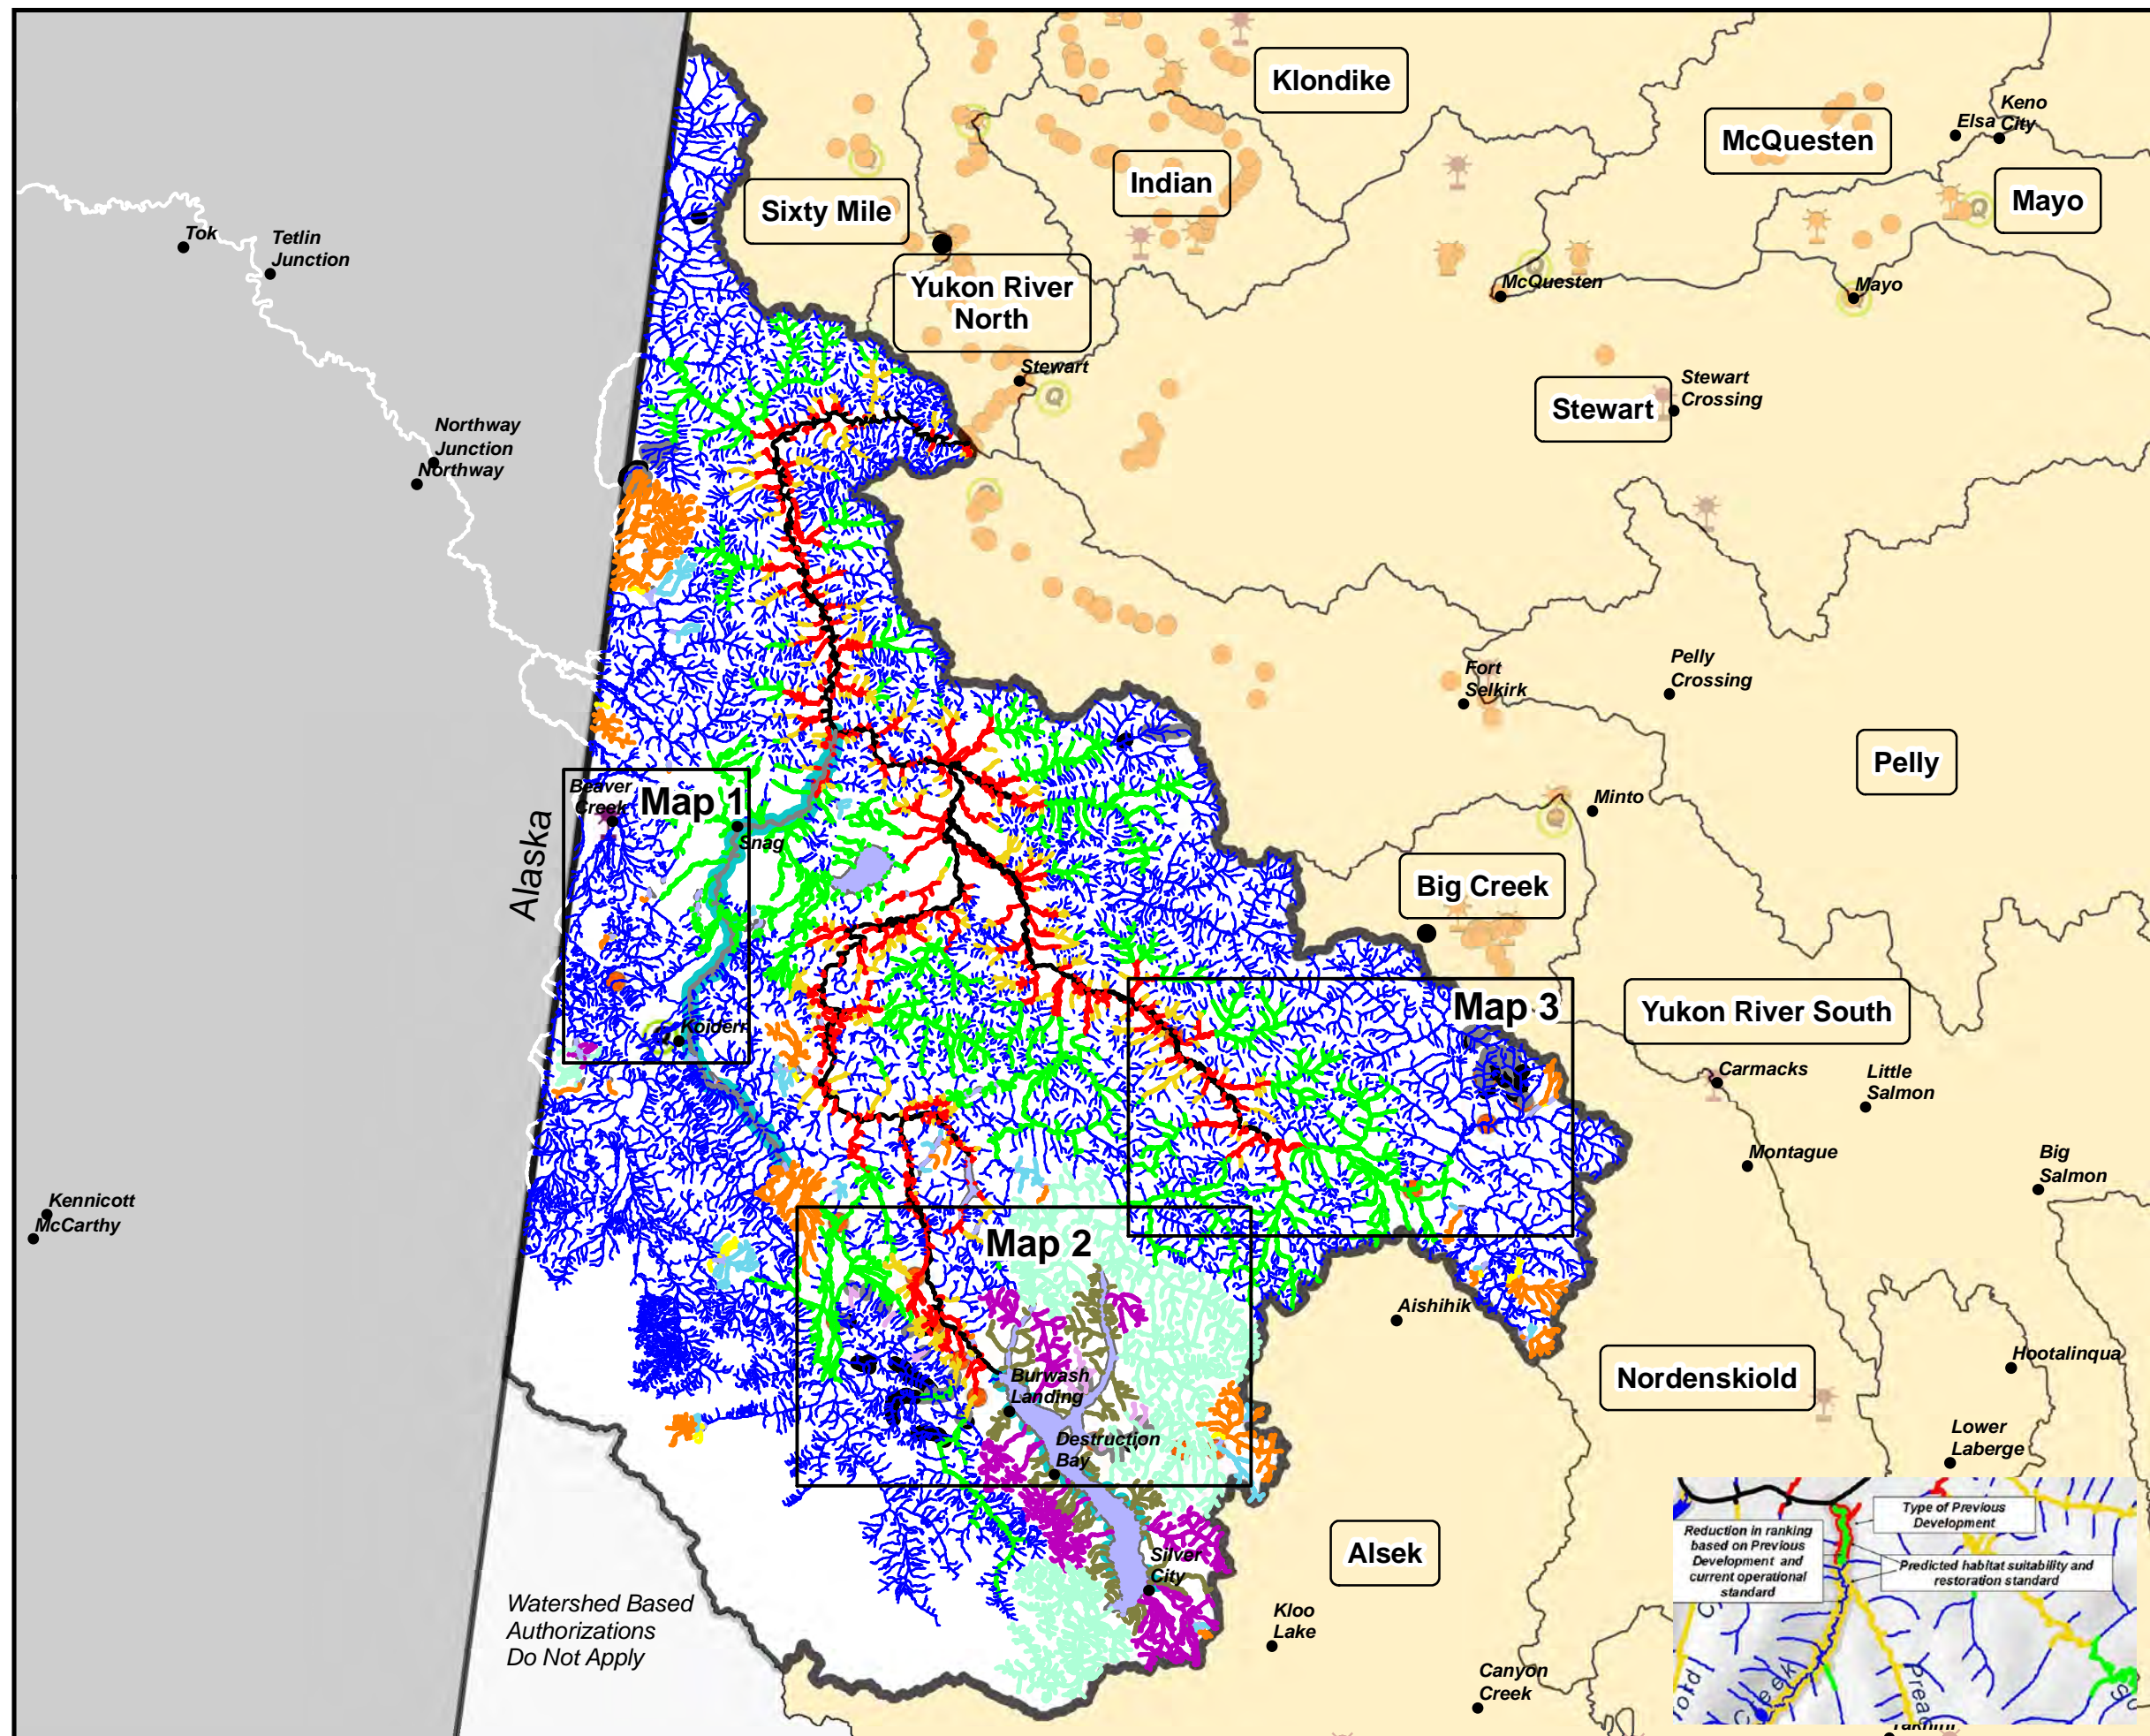 Klondike
McQuesten
Elsa
Keno
City
Indian
Mayo
Sixty Mile
Tok
Tetlin
Junction
Yukon River
North
McQuesten
Mayo
Stewart
Stewart
Stewart
Crossing
Northway
Junction
Northway
Fort
Selkirk
Pelly
Crossing
Pelly
Beaver
Creek
Map 1
Minto
Snag
Alaska
Big Creek
Map 3
Yukon River South
Koidern
Carmacks
Little
Salmon
Montague
Big
Salmon
Kennicott
McCarthy
Map 2
Aishihik
Nordenskiold
Hootalinqua
Burwash
Landing
Destruction
Bay
Lower
Laberge
Type of Previous
Development
Reduction in ranking
based on Previous
Development and
current operational
standard
Predicted habitat suitability and
restoration standard
Alsek
Silver
City
Watershed Based
Authorizations
Do Not Apply
Kloo
Lake
Canyon
Creek
Creek